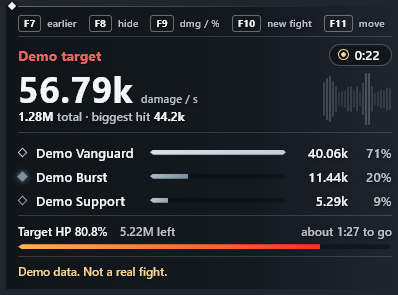 F7 earlier F8 hide F9 dmg / % F10 new fight F11 move
Demo target 0:22
56.79k damage / s
1.28M total · biggest hit 44.2k
Demo Vanguard 40.06k 71%
Demo Burst 11.44k 20%
Demo Support 5.29k 9%
Target HP 80.8% 5.22M left about 1:27 to go
Demo data. Not a real fight.